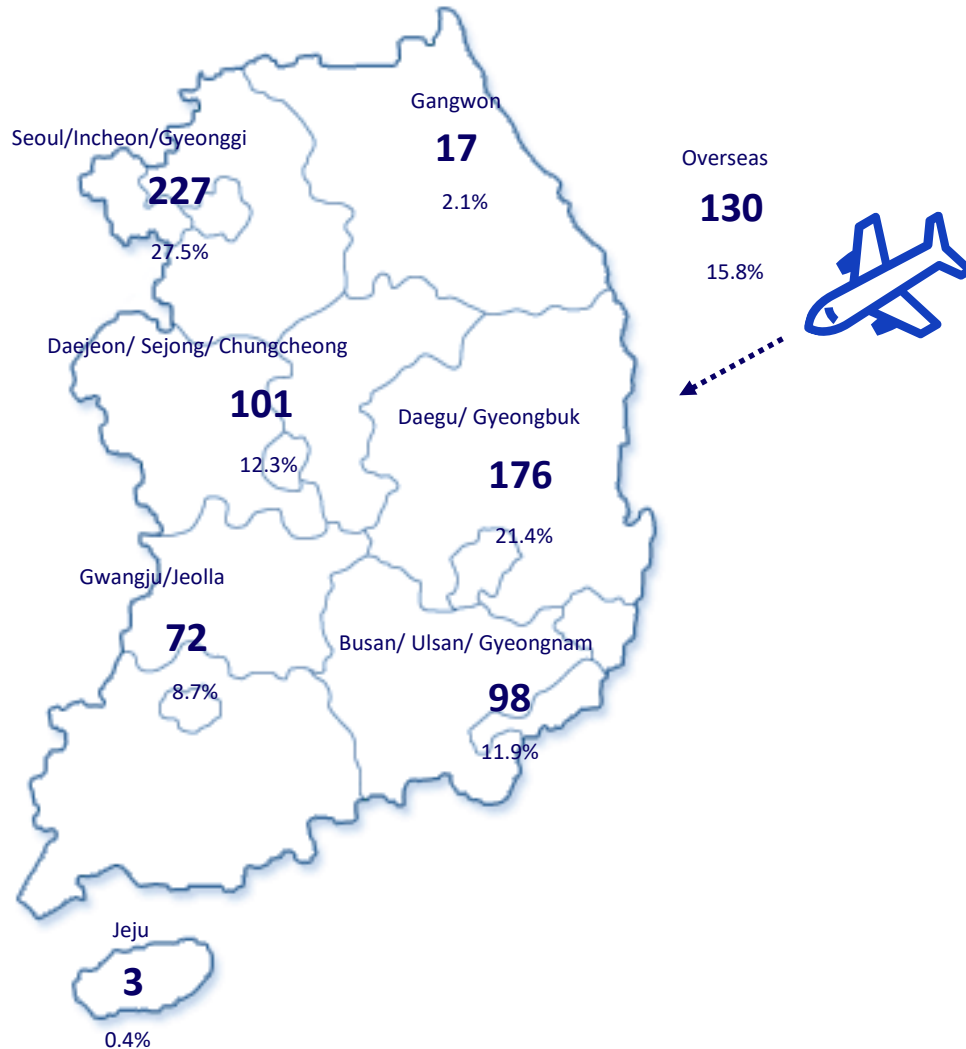 Gangwon
17
2.1%
Seoul/Incheon/Gyeonggi
227
27.5%
Overseas
130
15.8%
Daejeon/ Sejong/ Chungcheong
101
12.3%
Daegu/ Gyeongbuk
176
21.4%
Gwangju/Jeolla
72
8.7%
Busan/ Ulsan/ Gyeongnam
98
11.9%
Jeju
3
0.4%